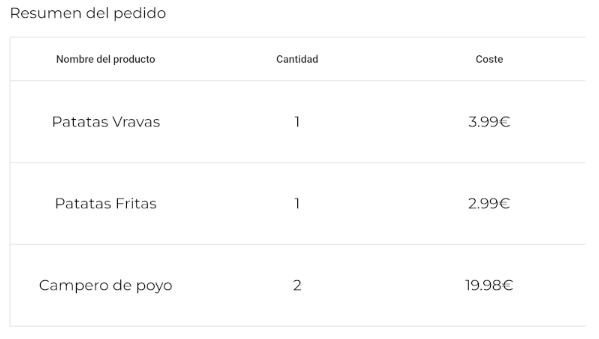 Resumen del pedido
Nombre del producto Cantidad Coste
Patatas Vravas 1 3.99€
Patatas Fritas 1 2.99€
Campero de poyo 2 19.98€